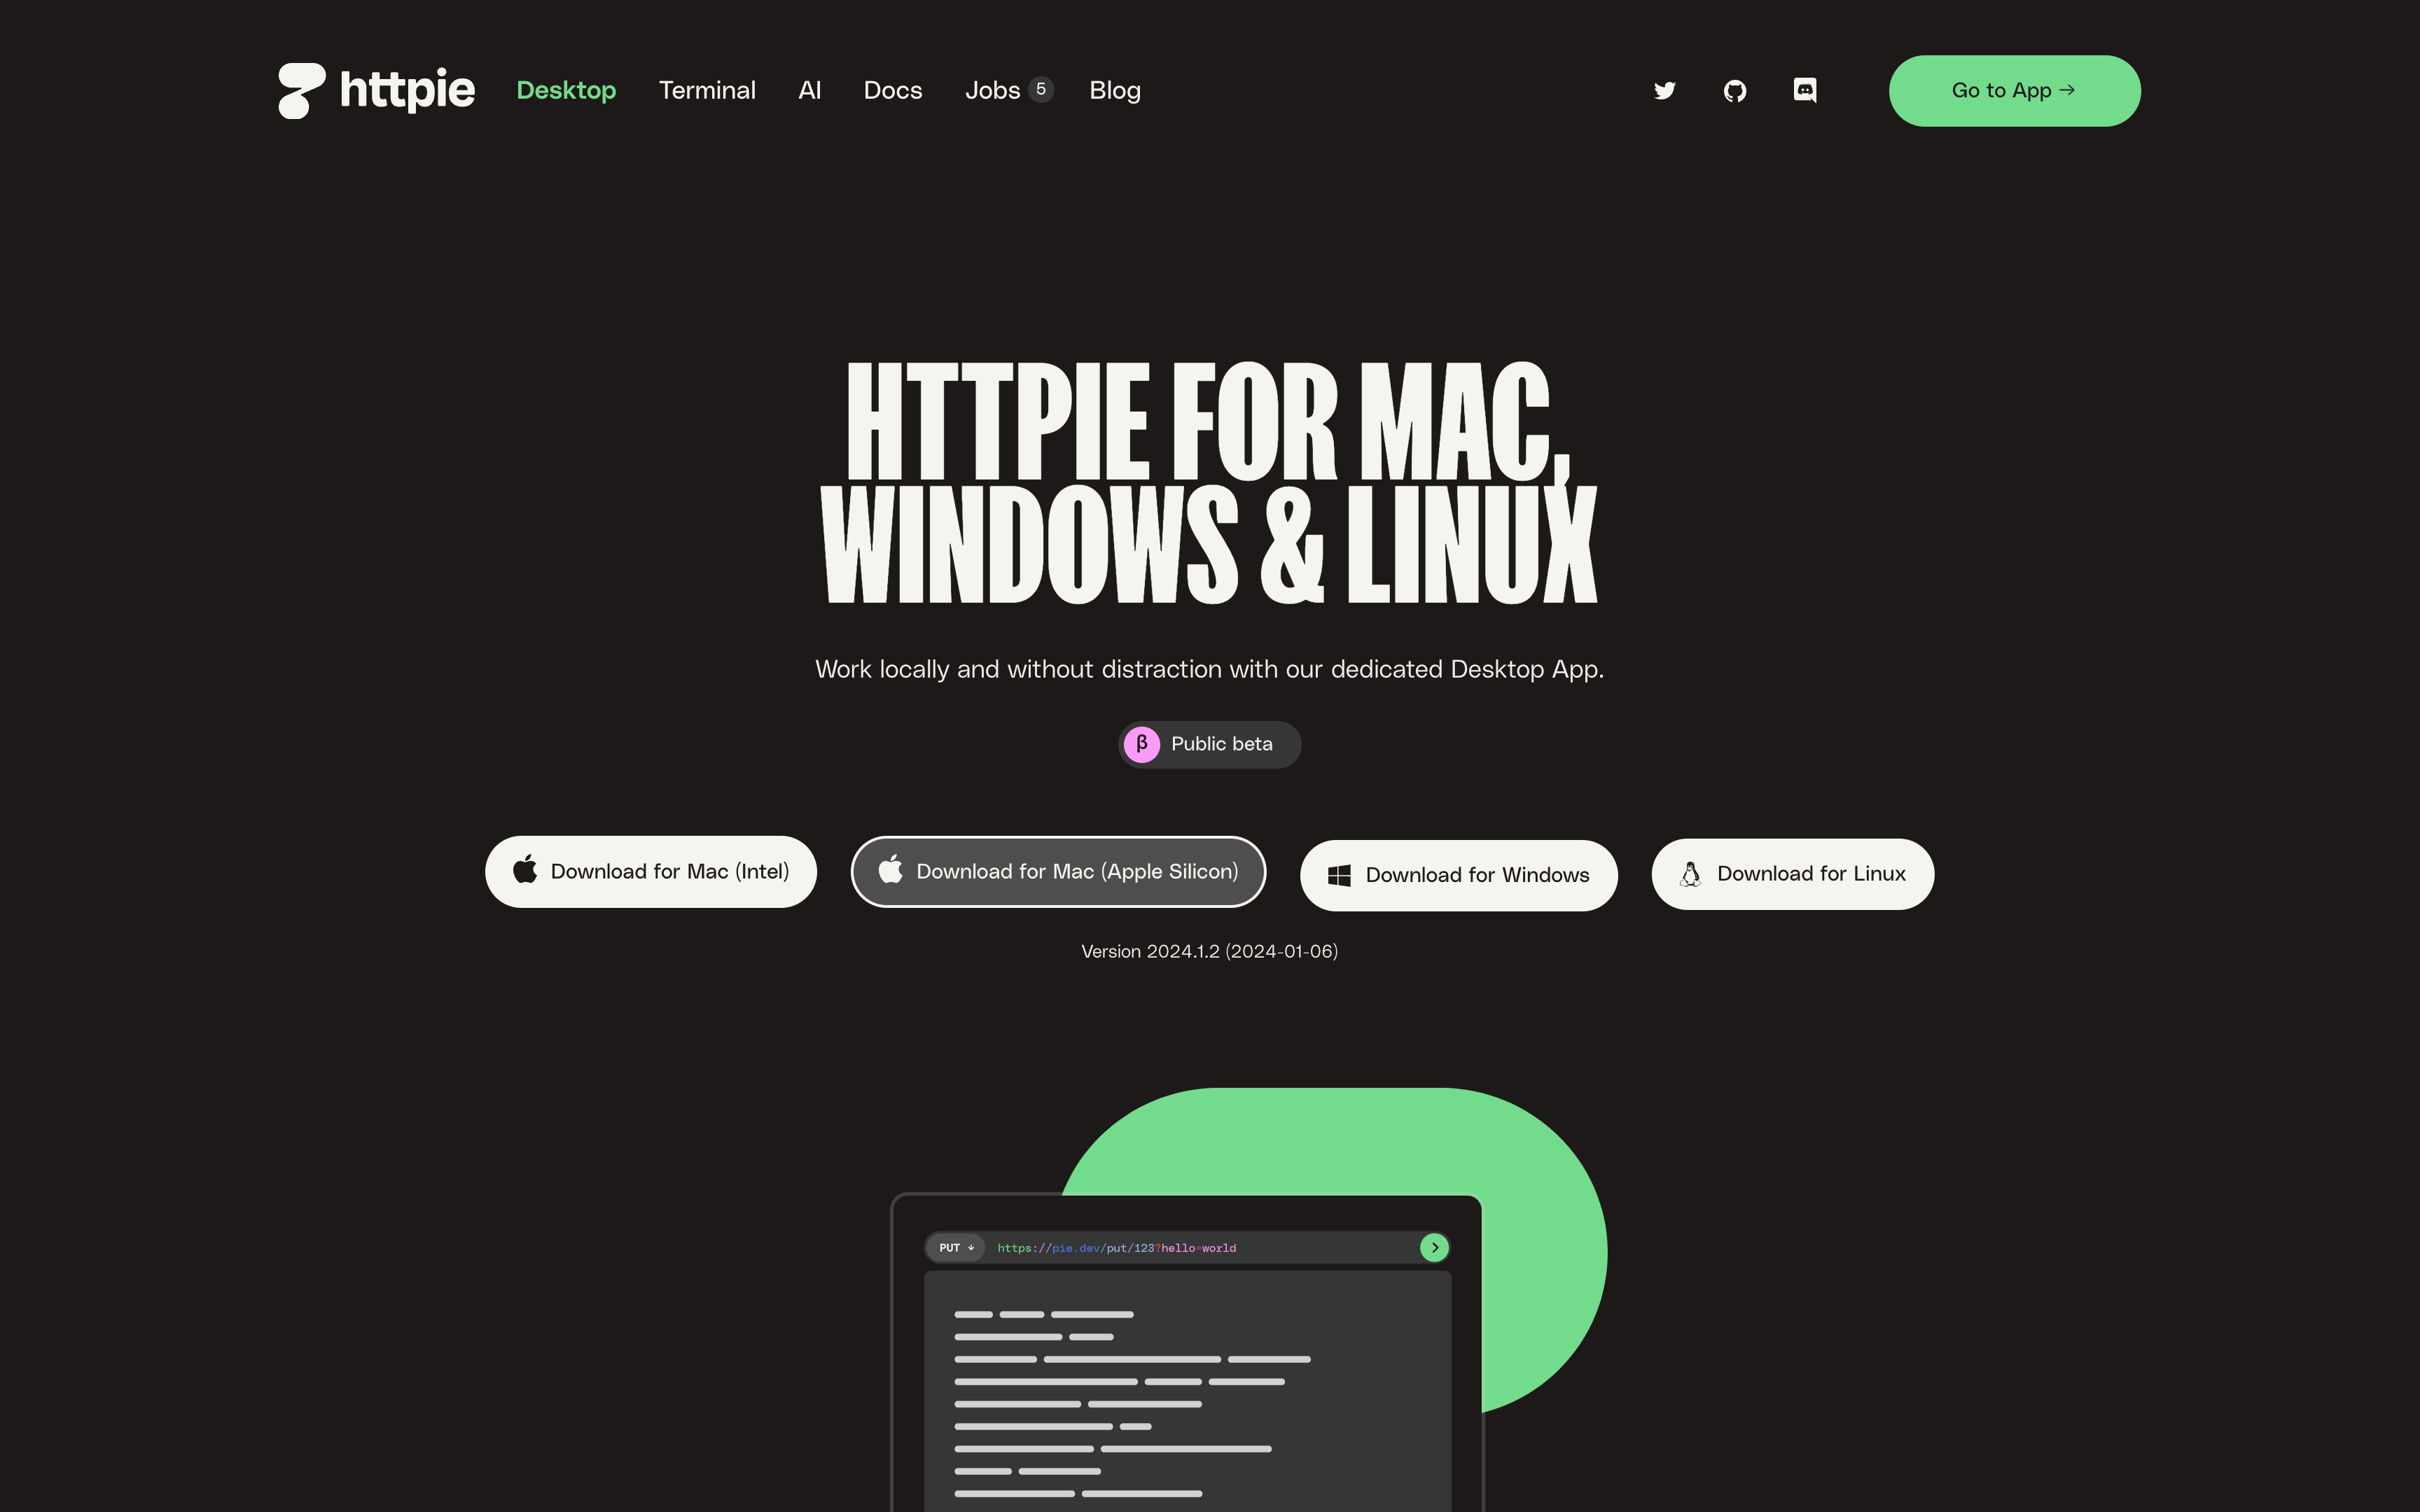 httpie Desktop Terminal AI Docs Jobs 5 Blog Go to App →
HTTPIE FOR MAC,
WINDOWS & LINUX
Work locally and without distraction with our dedicated Desktop App.
β Public beta
Download for Mac (Intel) Download for Mac (Apple Silicon) Download for Windows Download for Linux
Version 2024.1.2 (2024-01-06)
PUT ↓ https://pie.dev/put/123?hello=world